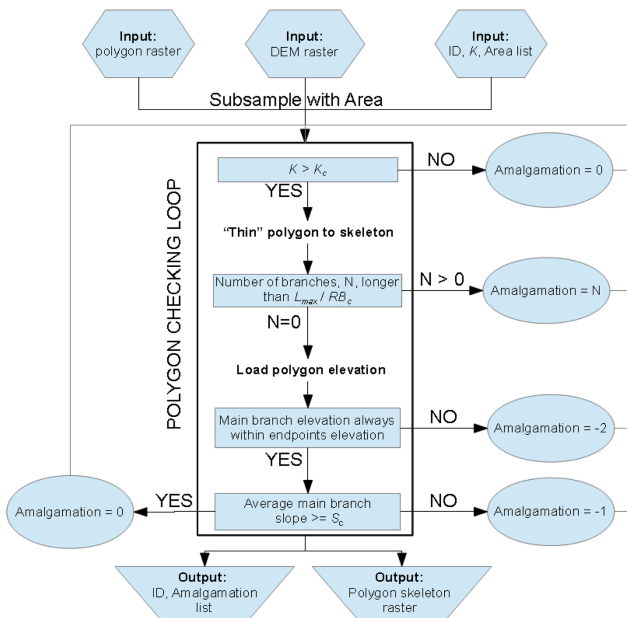 Input:
polygon raster
Input:
DEM raster
Input:
ID, K, Area list
Subsample with Area
POLYGON CHECKING LOOP
K > Kc
NO
Amalgamation = 0
YES
“Thin” polygon to skeleton
Number of branches, N, longer
than Lmax / RBc
N > 0
Amalgamation = N
N=0
Load polygon elevation
Main branch elevation always
within endpoints elevation
NO
Amalgamation = -2
YES
Average main branch
slope >= Sc
YES
Amalgamation = 0
NO
Amalgamation = -1
Output:
ID, Amalgamation
list
Output:
Polygon skeleton
raster